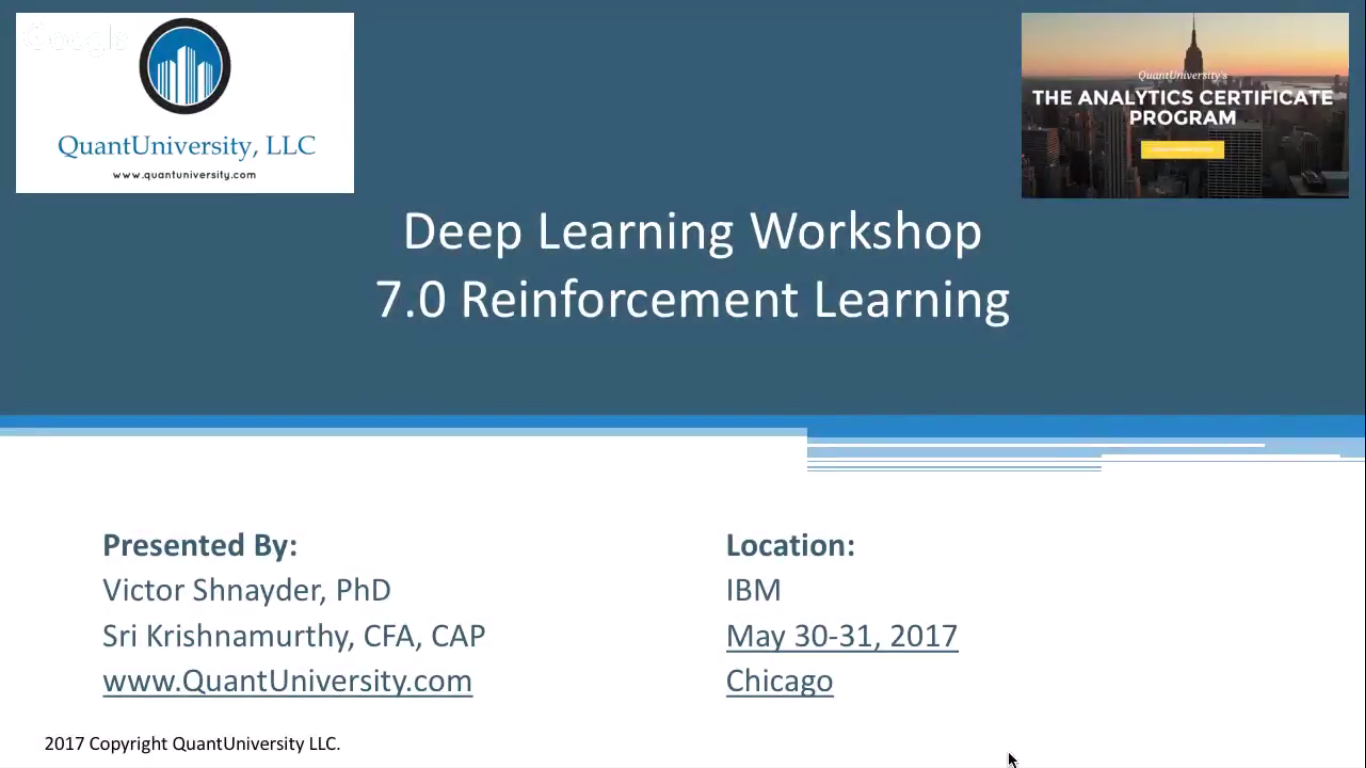 Google
QuantUniversity, LLC
www.quantuniversity.com
QuantUniversity's
THE ANALYTICS CERTIFICATE
PROGRAM
Deep Learning Workshop
7.0 Reinforcement Learning
Presented By:
Victor Shnayder, PhD
Sri Krishnamurthy, CFA, CAP
www.QuantUniversity.com
Location:
IBM
May 30-31, 2017
Chicago
2017 Copyright QuantUniversity LLC.